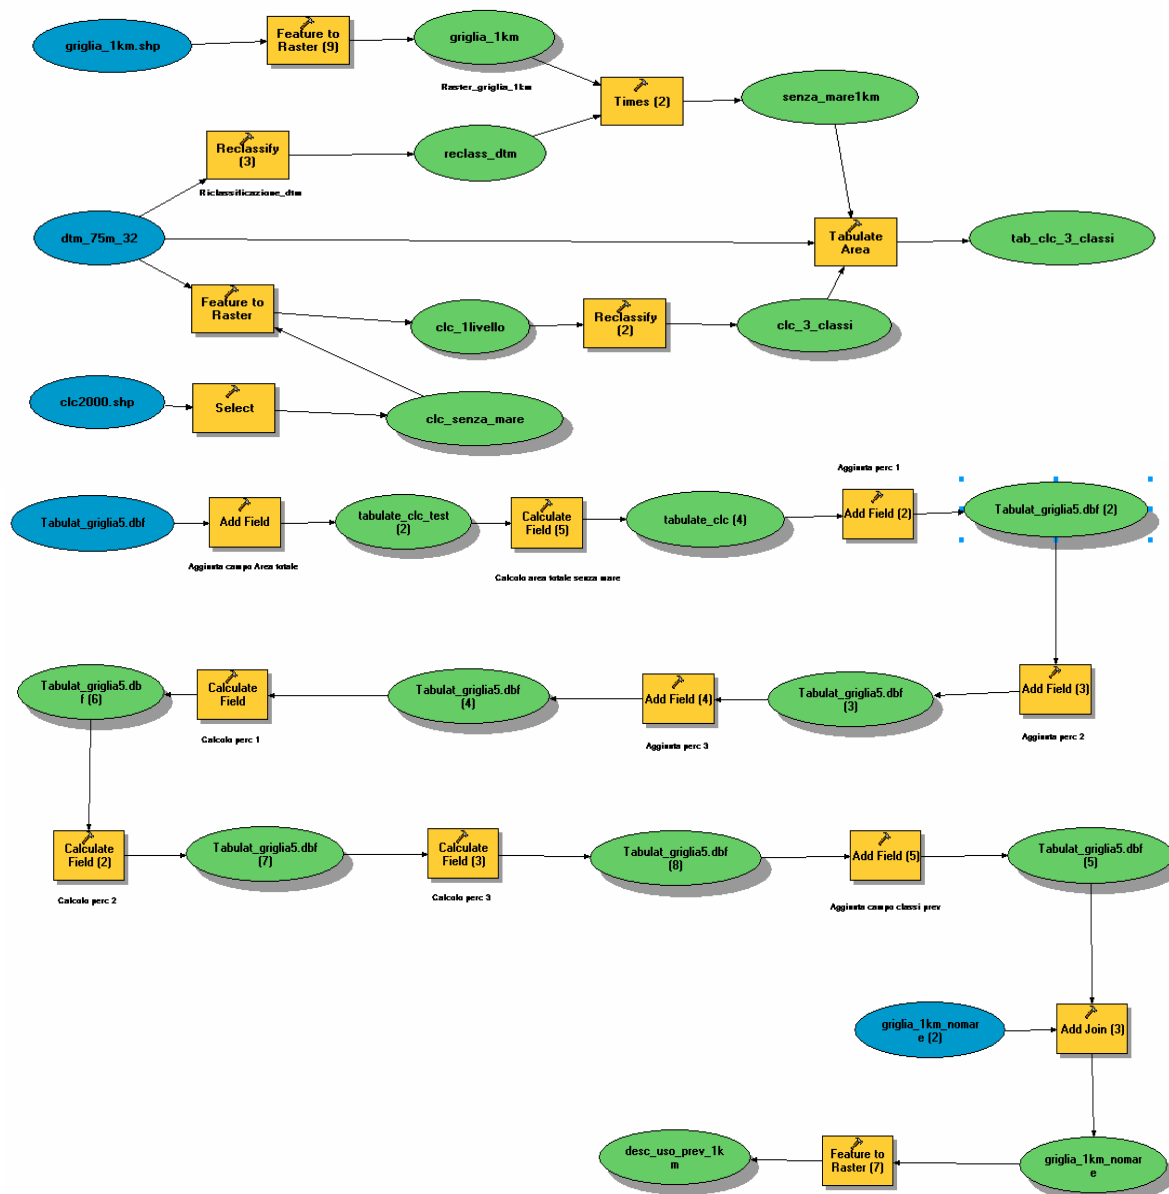 griglia_1km.shp
Feature to
Raster (9)
griglia_1km
Raster_griglia_1km
Times (2)
senza_mare1km
Reclassify
(3)
Riclassificazione_dtm
reclass_dtm
dtm_75m_32
Tabulate
Area
tab_clc_3_classi
Feature to
Raster
clc_1livello
Reclassify
(2)
clc_3_classi
clc2000.shp
Select
clc_senza_mare
Aggiunta perc 1
Tabulat_griglia5.dbf
Add Field
tabulate_clc_test
(2)
Calculate
Field (5)
tabulate_clc (4)
Add Field (2)
Tabulat_griglia5.dbf (2)
Aggiunta campo Area totale
Calcolo area totale senza mare
Tabulat_griglia5.db
f (6)
Calculate
Field
Tabulat_griglia5.dbf
(4)
Add Field (4)
Tabulat_griglia5.dbf
(3)
Add Field (3)
Calcolo perc 1
Aggiunta perc 3
Aggiunta perc 2
Calculate
Field (2)
Tabulat_griglia5.dbf
(7)
Calculate
Field (3)
Tabulat_griglia5.dbf
(8)
Add Field (5)
Tabulat_griglia5.dbf
(5)
Calcolo perc 2
Calcolo perc 3
Aggiunta campo classi prev
griglia_1km_nomar
e (2)
Add Join (3)
desc_uso_prev_1k
m
Feature to
Raster (7)
griglia_1km_nomar
e